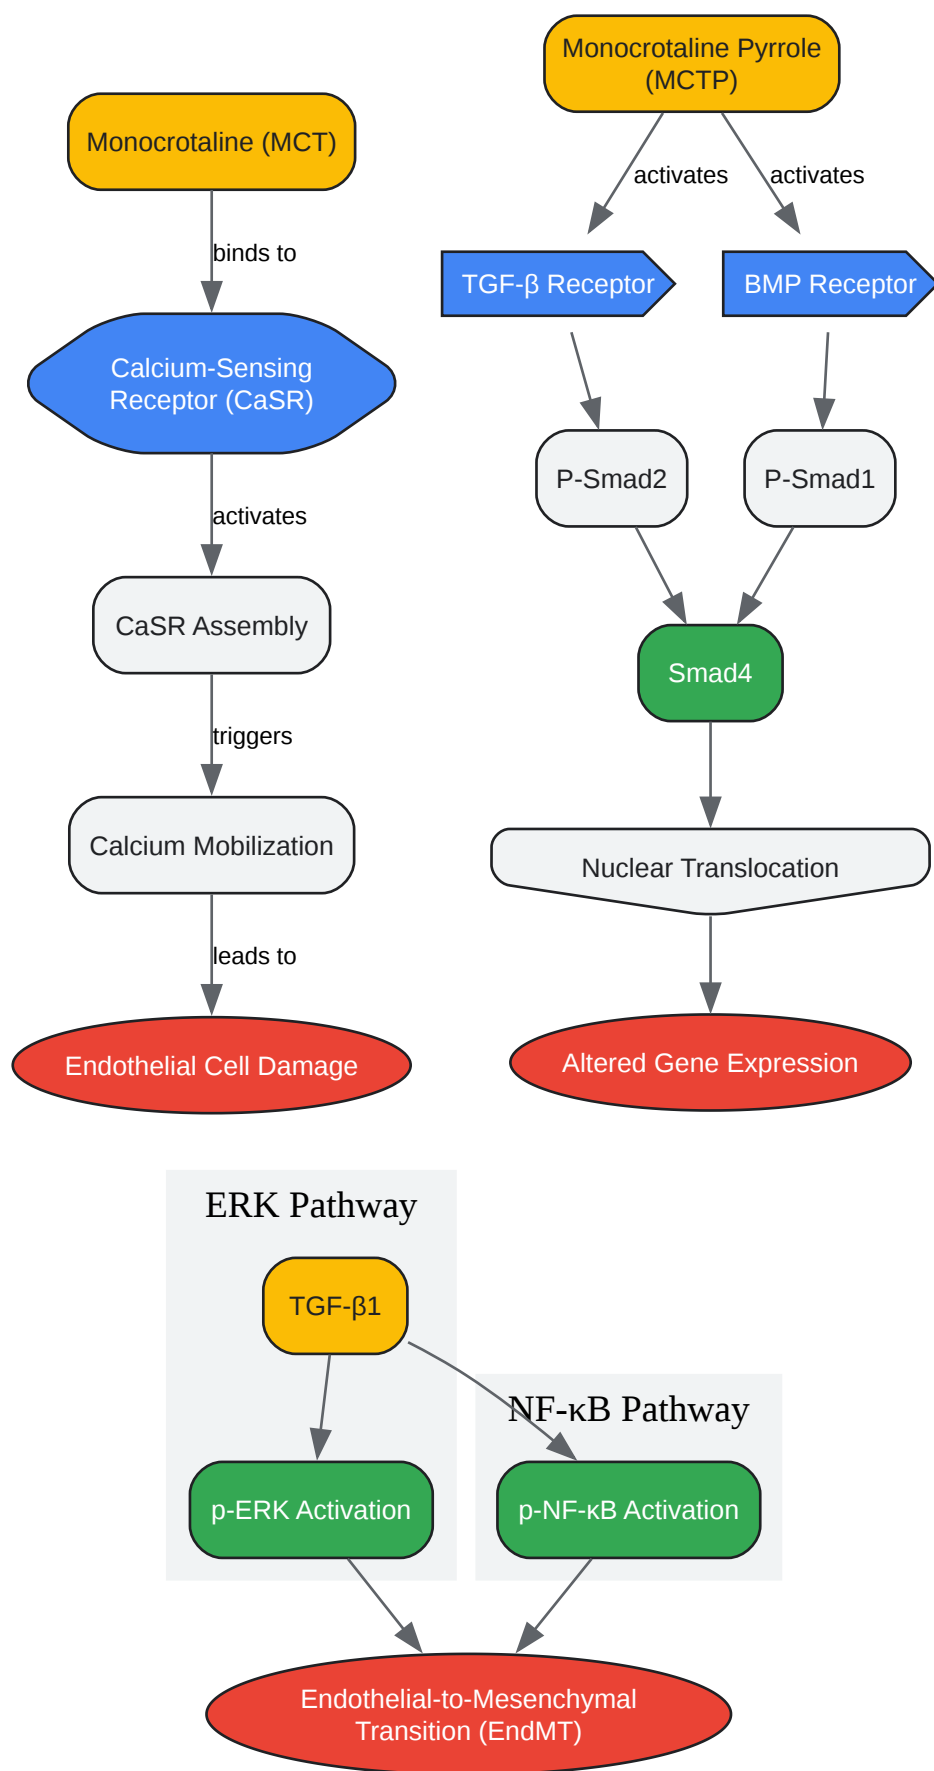 Monocrotaline (MCT)
binds to
Calcium-Sensing
Receptor (CaSR)
activates
CaSR Assembly
triggers
Calcium Mobilization
leads to
Endothelial Cell Damage
Monocrotaline Pyrrole
(MCTP)
activates
activates
TGF-β Receptor
BMP Receptor
P-Smad2
P-Smad1
Smad4
Nuclear Translocation
Altered Gene Expression
ERK Pathway
TGF-β1
NF-κB Pathway
p-ERK Activation
p-NF-κB Activation
Endothelial-to-Mesenchymal
Transition (EndMT)